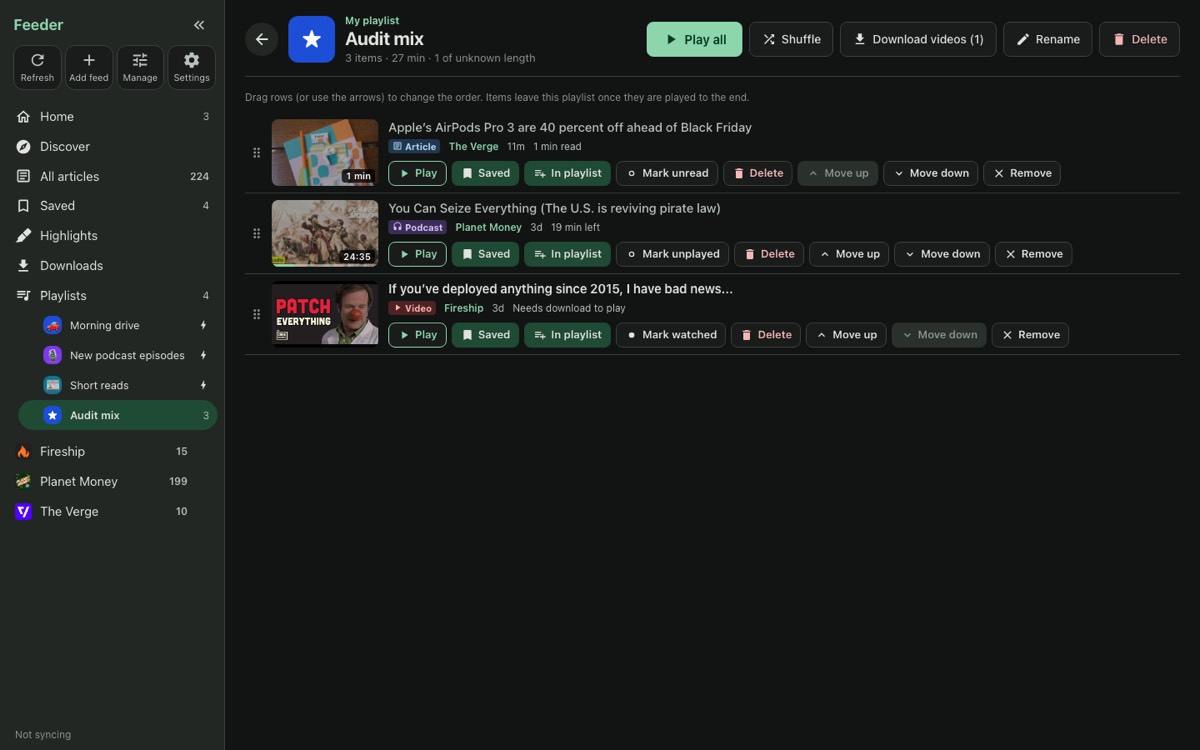 Feeder
Refresh
Add feed
Manage
Settings
Home 3
Discover
All articles 224
Saved 4
Highlights
Downloads
Playlists 4
Morning drive
New podcast episodes
Short reads
Audit mix 3
Fireship 15
Planet Money 199
The Verge 10
Not syncing
My playlist
Audit mix
3 items · 27 min · 1 of unknown length
Play all
Shuffle
Download videos (1)
Rename
Delete
Drag rows (or use the arrows) to change the order. Items leave this playlist once they are played to the end.
1 min
Apple's AirPods Pro 3 are 40 percent off ahead of Black Friday
Article The Verge 11m 1 min read
Play Saved In playlist Mark unread Delete Move up Move down Remove
24:35
You Can Seize Everything (The U.S. is reviving pirate law)
Podcast Planet Money 3d 19 min left
Play Saved In playlist Mark unplayed Delete Move up Move down Remove
PATCH
EVERYTHING
If you've deployed anything since 2015, I have bad news...
Video Fireship 3d Needs download to play
Play Saved In playlist Mark watched Delete Move up Move down Remove